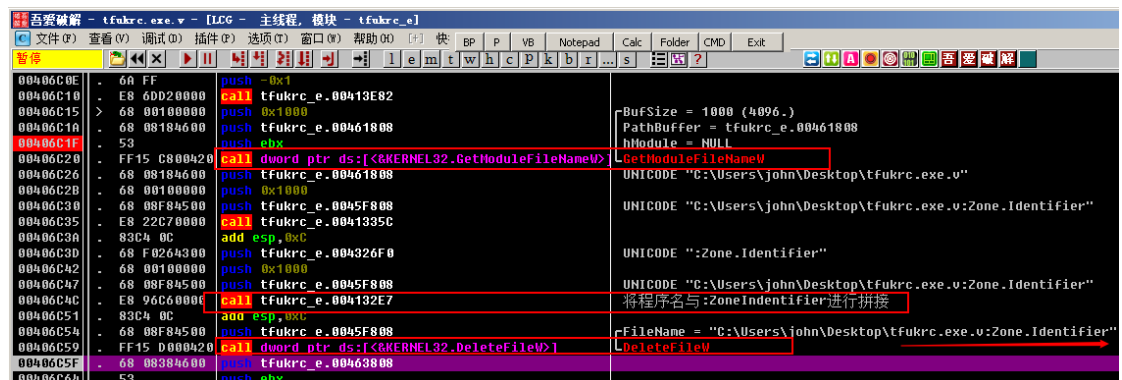 吾爱破解 - tfukrc.exe.v - [LCG - 主线程, 模块 - tfukrc_e]
文件(F) 查看(V) 调试(D) 插件(P) 选项(T) 窗口(W) 帮助(H) [+] 快 BP P VB Notepad Calc Folder CMD Exit
暂停 l e m t w h c P k b r ... s ? 吾 爱 破 解
00406C0E . 6A FF push -0x1
00406C10 . E8 6DD20000 call tfukrc_e.00413E82
00406C15 > 68 00100000 push 0x1000 BufSize = 1000 (4096.)
00406C1A . 68 08184600 push tfukrc_e.00461808 PathBuffer = tfukrc_e.00461808
00406C1F . 53 push ebx hModule = NULL
00406C20 . FF15 C8000420 call dword ptr ds:[<&KERNEL32.GetModuleFileNameW>] GetModuleFileNameW
00406C26 . 68 08184600 push tfukrc_e.00461808 UNICODE "C:\Users\john\Desktop\tfukrc.exe.v"
00406C2B . 68 00100000 push 0x1000
00406C30 . 68 08F84500 push tfukrc_e.0045F808 UNICODE "C:\Users\john\Desktop\tfukrc.exe.v:Zone.Identifier"
00406C35 . E8 22C70000 call tfukrc_e.0041335C
00406C3A . 83C4 0C add esp,0xC
00406C3D . 68 F0264300 push tfukrc_e.004326F0 UNICODE ":Zone.Identifier"
00406C42 . 68 00100000 push 0x1000
00406C47 . 68 08F84500 push tfukrc_e.0045F808 UNICODE "C:\Users\john\Desktop\tfukrc.exe.v:Zone.Identifier"
00406C4C . E8 96C60000 call tfukrc_e.004132E7 将程序名与:ZoneIndentifier进行拼接
00406C51 . 83C4 0C add esp,0xC
00406C54 . 68 08F84500 push tfukrc_e.0045F808 FileName = "C:\Users\john\Desktop\tfukrc.exe.v:Zone.Identifier"
00406C59 . FF15 D0000420 call dword ptr ds:[<&KERNEL32.DeleteFileW>] DeleteFileW
00406C5F . 68 08384600 push tfukrc_e.00463808
00406C64 . 53 push ebx